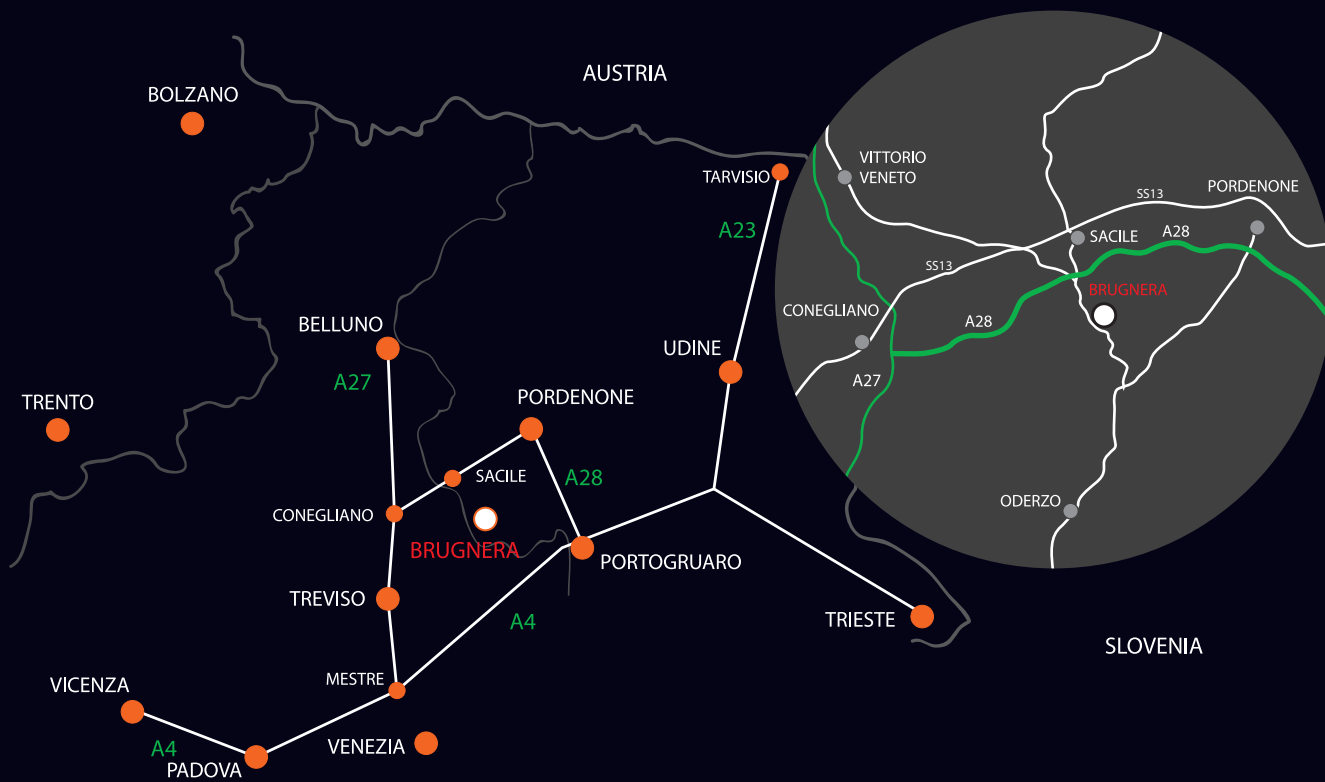 AUSTRIA
BOLZANO
TARVISIO
A23
BELLUNO
A27
UDINE
TRENTO
PORDENONE
SACILE
A28
CONEGLIANO
BRUGNERA
PORTOGRUARO
TREVISO
A4
TRIESTE
SLOVENIA
MESTRE
VICENZA
A4
PADOVA
VENEZIA
VITTORIO
VENETO
SS13
PORDENONE
SACILE
A28
SS13
BRUGNERA
CONEGLIANO
A28
A27
ODERZO